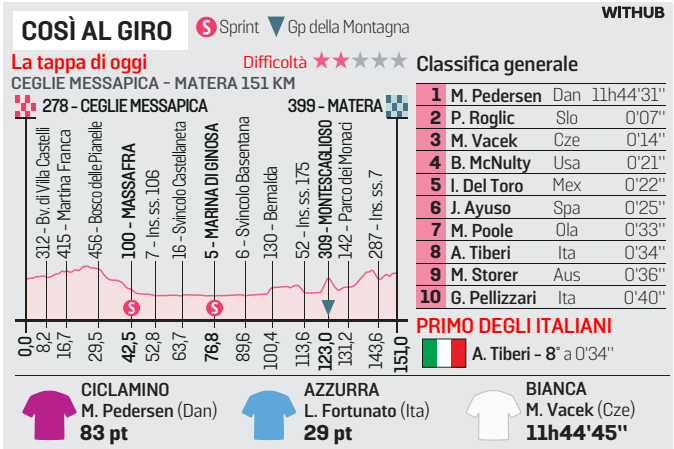 WITHUB
COSÌ AL GIRO
S Sprint
Gp della Montagna
La tappa di oggi
Difficoltà
CEGLIE MESSAPICA - MATERA 151 KM
278 - CEGLIE MESSAPICA
399 - MATERA
312 - Bv. di Villa Castelli
415 - Martina Franca
456 - Bosco delle Pianelle
100 - MASSAFRA
7 - Ins. ss. 106
16 - Svincolo Castellaneta
5 - MARINA DI GINOSA
6 - Svincolo Basentana
130 - Bernalda
52 - Ins. ss. 175
309 - MONTESCAGLIOSO
142 - Parco dei Monaci
287 - Ins. ss. 7
S
S
0,0
8,2
16,7
29,5
42,5
52,8
63,7
76,8
89,6
100,4
113,6
123,0
131,2
143,6
151,0
Classifica generale
1 M. Pedersen Dan 11h44'31"
2 P. Roglic Slo 0'07"
3 M. Vacek Cze 0'14"
4 B. McNulty Usa 0'21"
5 I. Del Toro Mex 0'22"
6 J. Ayuso Spa 0'25"
7 M. Poole Ola 0'33"
8 A. Tiberi Ita 0'34"
9 M. Storer Aus 0'36"
10 G. Pellizzari Ita 0'40"
PRIMO DEGLI ITALIANI
A. Tiberi - 8° a 0'34"
CICLAMINO
M. Pedersen (Dan)
83 pt
AZZURRA
L. Fortunato (Ita)
29 pt
BIANCA
M. Vacek (Cze)
11h44'45"